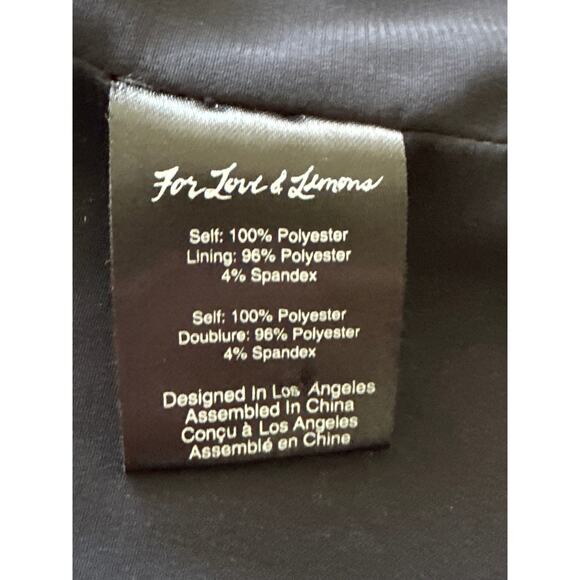 For Love & Lemons
Self: 100% Polyester
Lining: 96% Polyester
4% Spandex
Self: 100% Polyester
Doublure: 96% Polyester
4% Spandex
Designed In Los Angeles
Assembled In China
Conçu à Los Angeles
Assemblé en Chine